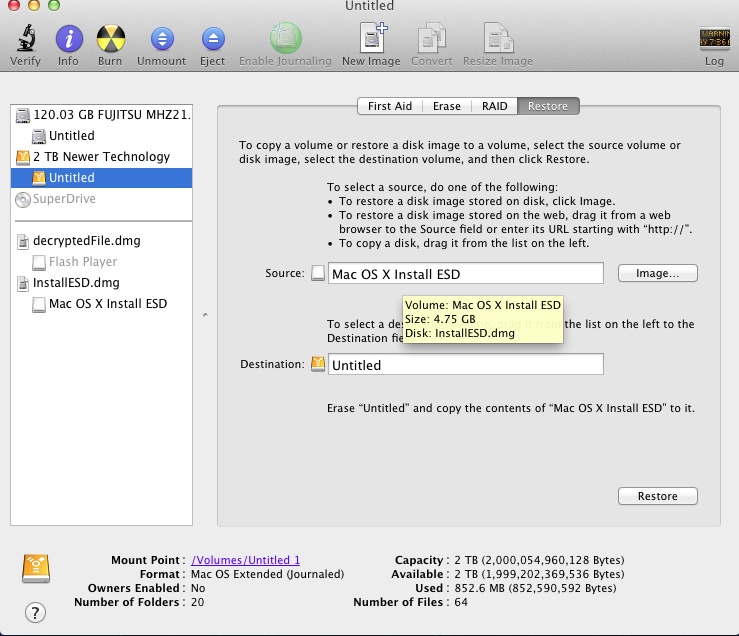 Untitled
Verify Info Burn Unmount Eject Enable Journaling New Image Convert Resize Image Log
First Aid Erase RAID Restore
120.03 GB FUJITSU MHZ21.
Untitled
2 TB Newer Technology
Untitled
SuperDrive
decryptedFile.dmg
Flash Player
InstallESD.dmg
Mac OS X Install ESD
To copy a volume or restore a disk image to a volume, select the source volume or
disk image, select the destination volume, and then click Restore.
To select a source, do one of the following:
• To restore a disk image stored on disk, click Image.
• To restore a disk image stored on the web, drag it from a web
browser to the Source field or enter its URL starting with “http://”.
• To copy a disk, drag it from the list on the left.
Source: Mac OS X Install ESD Image...
Volume: Mac OS X Install ESD
Size: 4.75 GB
Disk: InstallESD.dmg
To select a des the list on the left to the
Destination fie
Destination: Untitled
Erase “Untitled” and copy the contents of “Mac OS X Install ESD” to it.
Restore
Mount Point : /Volumes/Untitled 1
Format : Mac OS Extended (Journaled)
Owners Enabled : No
Number of Folders : 20
Capacity : 2 TB (2,000,054,960,128 Bytes)
Available : 2 TB (1,999,202,369,536 Bytes)
Used : 852.6 MB (852,590,592 Bytes)
Number of Files : 64
?